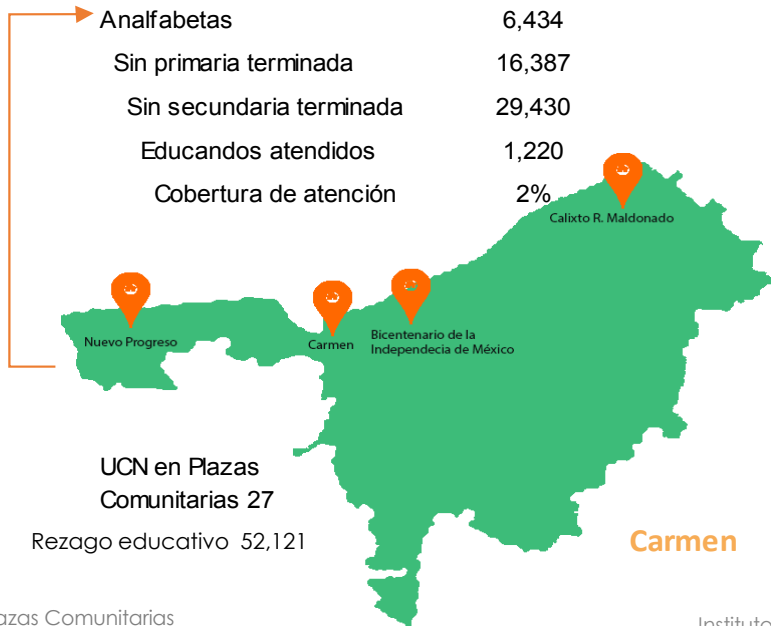 Analfabetas 6,434
Sin primaria terminada 16,387
Sin secundaria terminada 29,430
Educandos atendidos 1,220
Cobertura de atención 2%
Calixto R. Maldonado
Nuevo Progreso
Carmen
Bicentenario de la
Independecia de México
UCN en Plazas
Comunitarias 27
Rezago educativo 52,121
Carmen
azas Comunitarias
Instituto